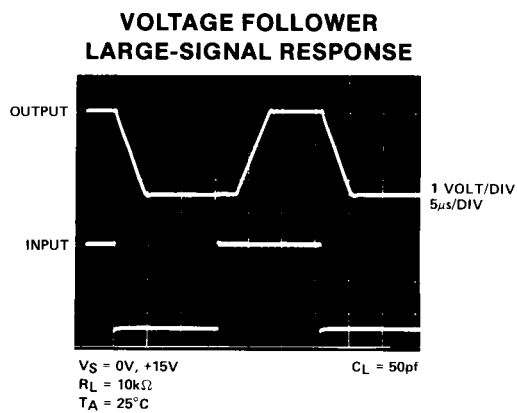 VOLTAGE FOLLOWER
LARGE-SIGNAL RESPONSE
OUTPUT
1 VOLT/DIV
5μs/DIV
INPUT
VS = 0V, +15V
CL = 50pf
RL = 10kΩ
TA = 25°C